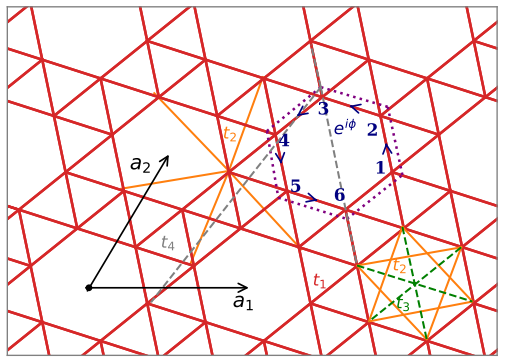 3
t₂
e^{iϕ}
2
4
a₂
1
5
6
t₄
t₂
t₁
a₁
t₃